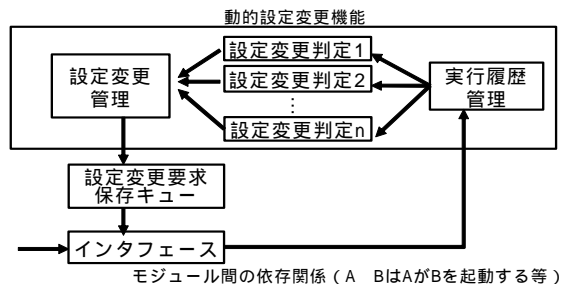 動的設定変更機能
設定変更判定1
設定変更
管理
設定変更判定2
⋮
設定変更判定n
実行履歴
管理
設定変更要求
保存キュー
インタフェース
モジュール間の依存関係（A　BはAがBを起動する等）